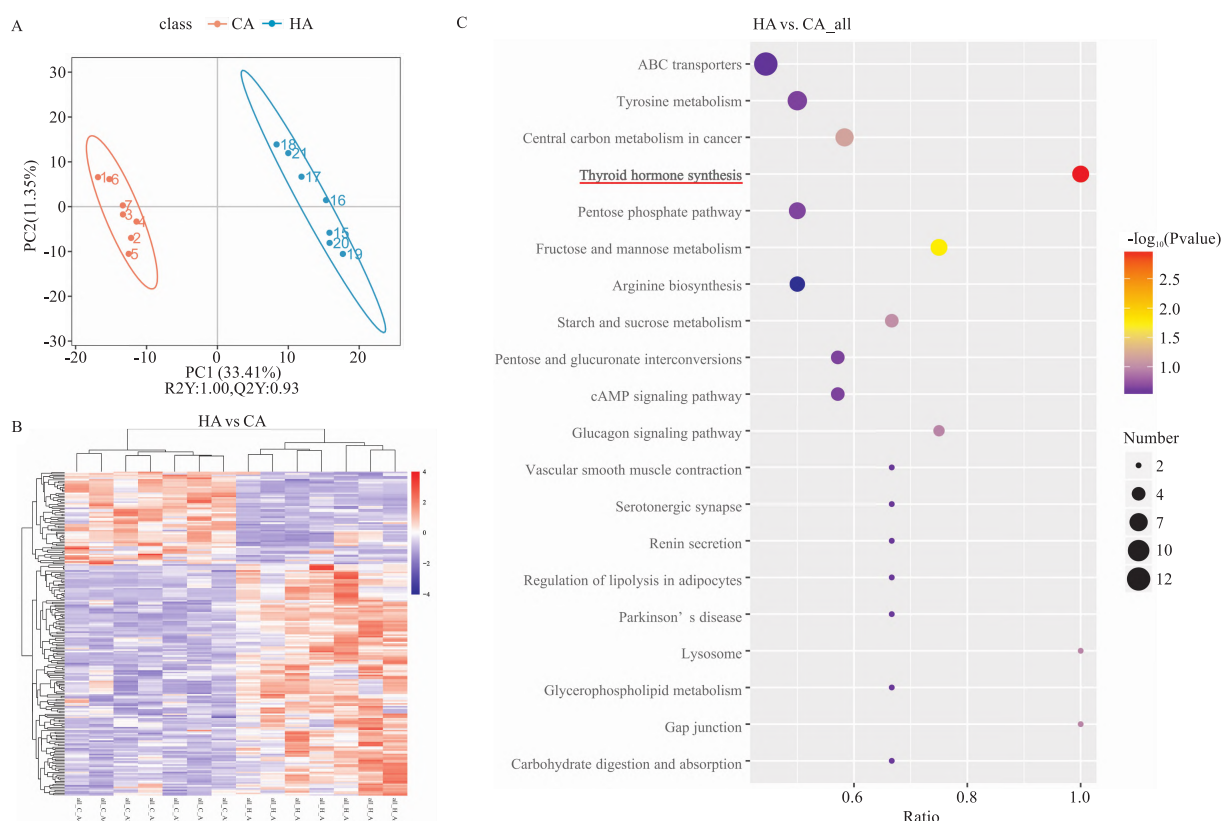 A
class CA HA
30
20
10
0
-10
-20
-30
PC2(11.35%)
18
21
17
16
15
20
19
1
6
7
3
4
2
5
-20 -10 0 10 20
PC1 (33.41%)
R2Y:1.00,Q2Y:0.93
B
HA vs CA
4
2
0
−2
−4
C
HA vs. CA_all
ABC transporters
Tyrosine metabolism
Central carbon metabolism in cancer
Thyroid hormone synthesis
Pentose phosphate pathway
Fructose and mannose metabolism
Arginine biosynthesis
Starch and sucrose metabolism
Pentose and glucuronate interconversions
cAMP signaling pathway
Glucagon signaling pathway
Vascular smooth muscle contraction
Serotonergic synapse
Renin secretion
Regulation of lipolysis in adipocytes
Parkinson’ s disease
Lysosome
Glycerophospholipid metabolism
Gap junction
Carbohydrate digestion and absorption
0.6 0.8 1.0
Ratio
-log₁₀(Pvalue)
2.5
2.0
1.5
1.0
Number
2
4
7
10
12